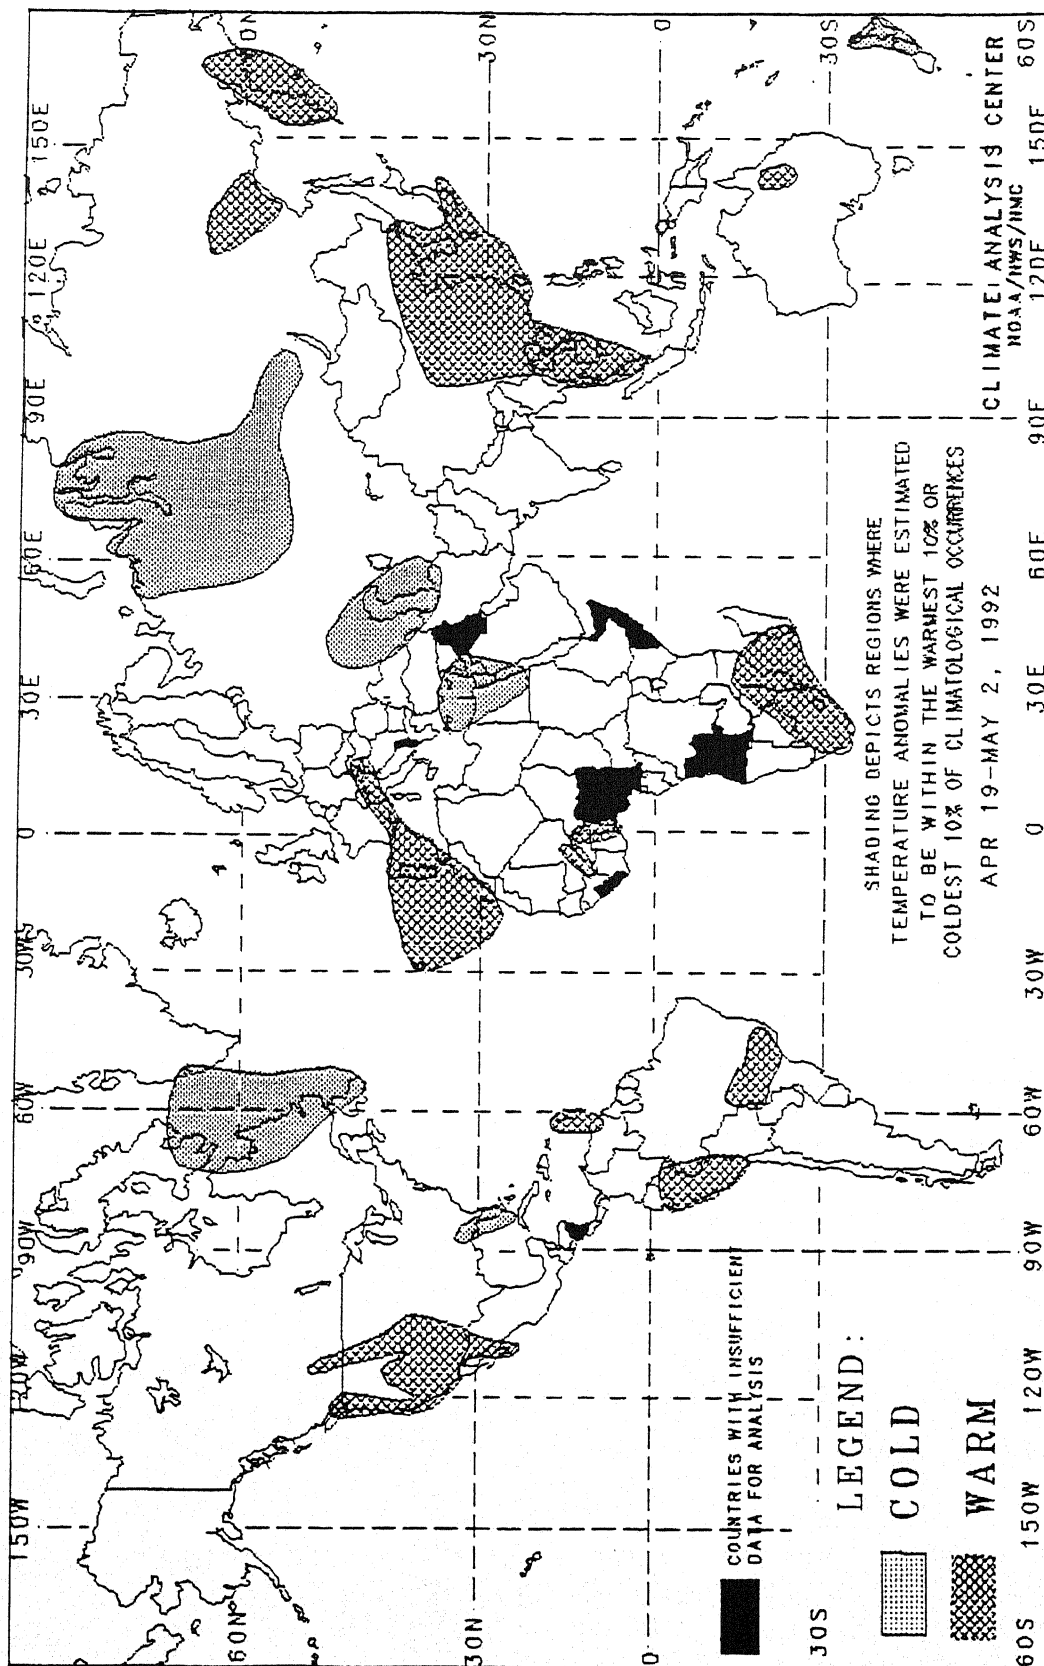 150W
120W
90W
60W
30W
0
30E
60E
90E
120E
150E
60N
0N
30N
30N
0
0
30S
30S
60S
60S
150W
120W
90W
60W
30W
0
30E
60E
90E
120E
150E
CLIMATE ANALYSIS CENTER
NOAA/NWS/NMC
SHADING DEPICTS REGIONS WHERE
TEMPERATURE ANOMALIES WERE ESTIMATED
TO BE WITHIN THE WARMEST 10% OR
COLDEST 10% OF CLIMATOLOGICAL OCCURRENCES
APR 19-MAY 2, 1992
COUNTRIES WITH INSUFFICIENT
DATA FOR ANALYSIS
LEGEND:
COLD
WARM